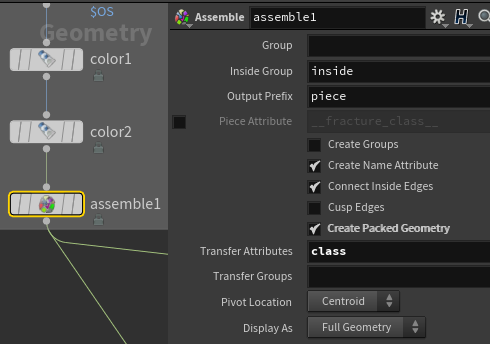 $OS
Geometry
color1
color2
assemble1
Assemble assemble1
Group
Inside Group inside
Output Prefix piece
Piece Attribute __fracture_class__
Create Groups
Create Name Attribute
Connect Inside Edges
Cusp Edges
Create Packed Geometry
Transfer Attributes class
Transfer Groups
Pivot Location Centroid
Display As Full Geometry